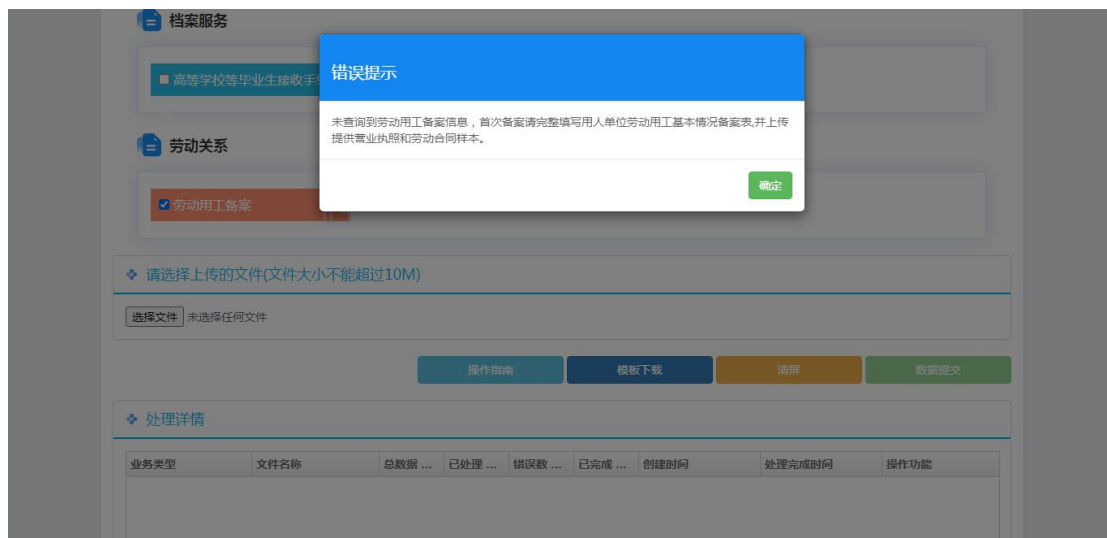 档案服务
高等学校等毕业生接收手
错误提示
未查询到劳动用工备案信息，首次备案请完整填写用人单位劳动用工基本情况备案表,并上传
提供营业执照和劳动合同样本。
确定
劳动关系
劳动用工备案
请选择上传的文件(文件大小不能超过10M)
选择文件 未选择任何文件
操作指南 模板下载 清屏 数据提交
处理详情
业务类型 文件名称 总数据 ... 已处理 ... 错误数 ... 已完成 ... 创建时间 处理完成时间 操作功能